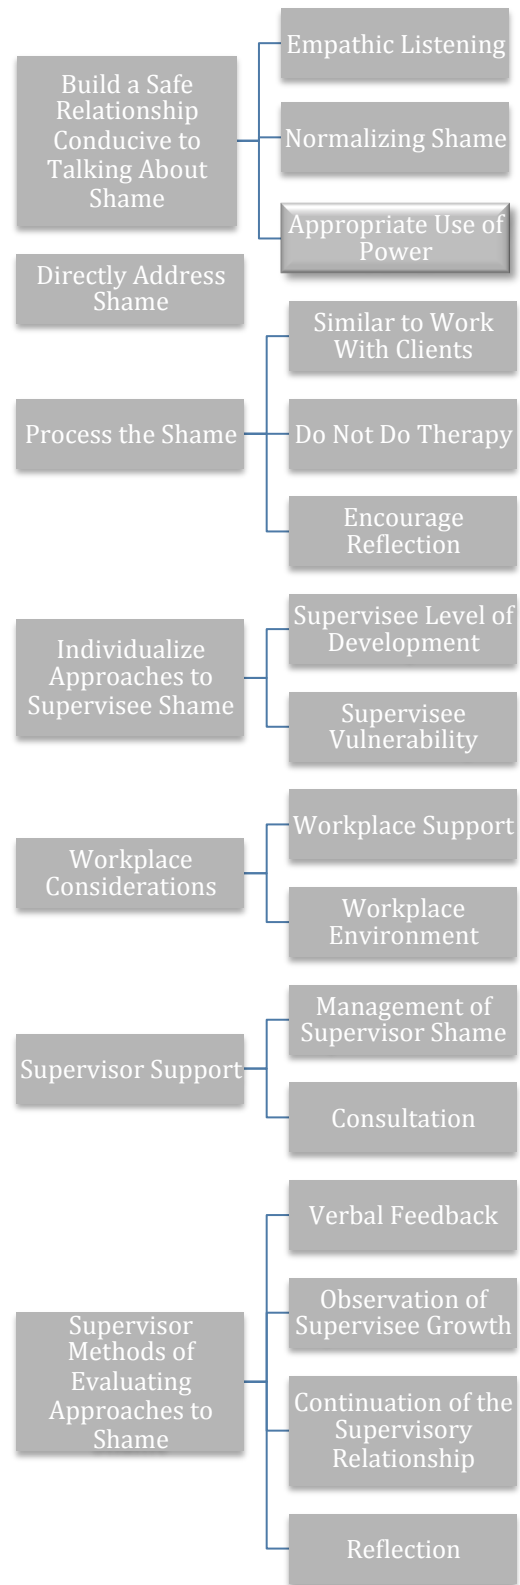 Build a Safe
Relationship
Conducive to
Talking About
Shame
Empathic Listening
Normalizing Shame
Appropriate Use of
Power
Directly Address
Shame
Process the Shame
Similar to Work
With Clients
Do Not Do Therapy
Encourage
Reflection
Individualize
Approaches to
Supervisee Shame
Supervisee Level of
Development
Supervisee
Vulnerability
Workplace
Considerations
Workplace Support
Workplace
Environment
Supervisor Support
Management of
Supervisor Shame
Consultation
Supervisor
Methods of
Evaluating
Approaches to
Shame
Verbal Feedback
Observation of
Supervisee Growth
Continuation of the
Supervisory
Relationship
Reflection